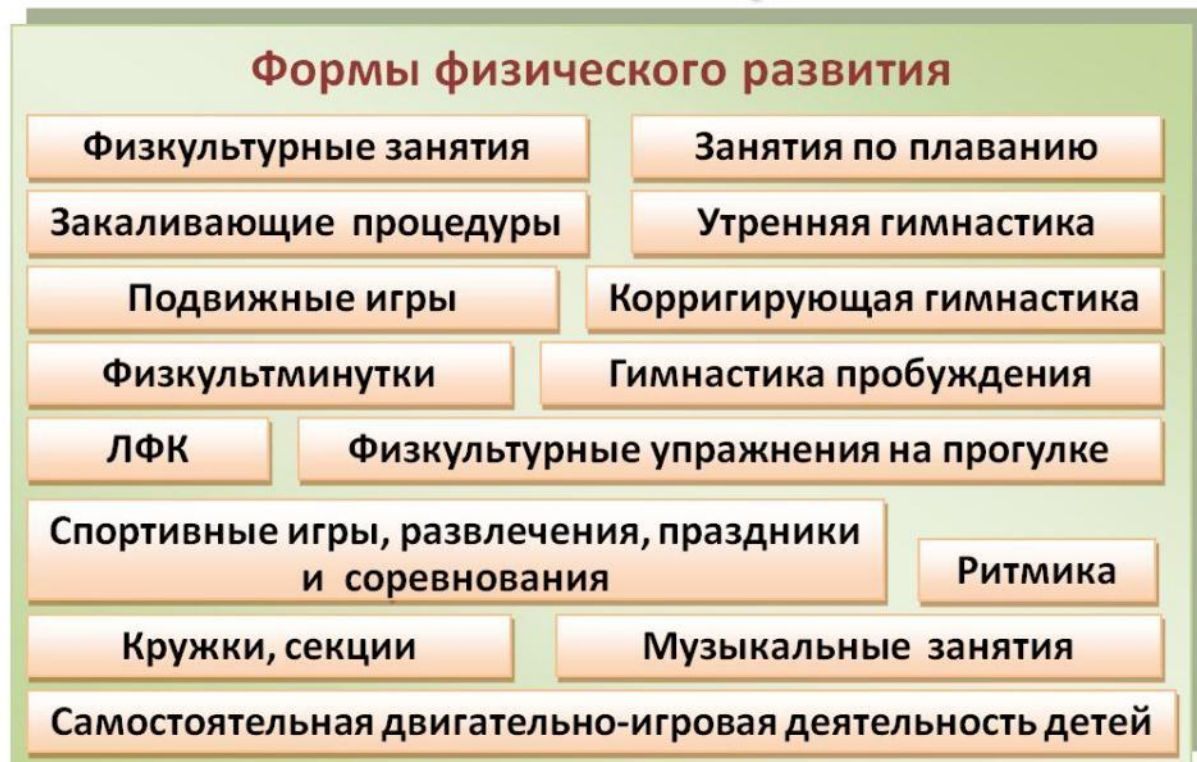 Формы физического развития
Физкультурные занятия
Занятия по плаванию
Закаливающие процедуры
Утренняя гимнастика
Подвижные игры
Корригирующая гимнастика
Физкультминутки
Гимнастика пробуждения
ЛФК
Физкультурные упражнения на прогулке
Спортивные игры, развлечения, праздники
и соревнования
Ритмика
Кружки, секции
Музыкальные занятия
Самостоятельная двигательно-игровая деятельность детей